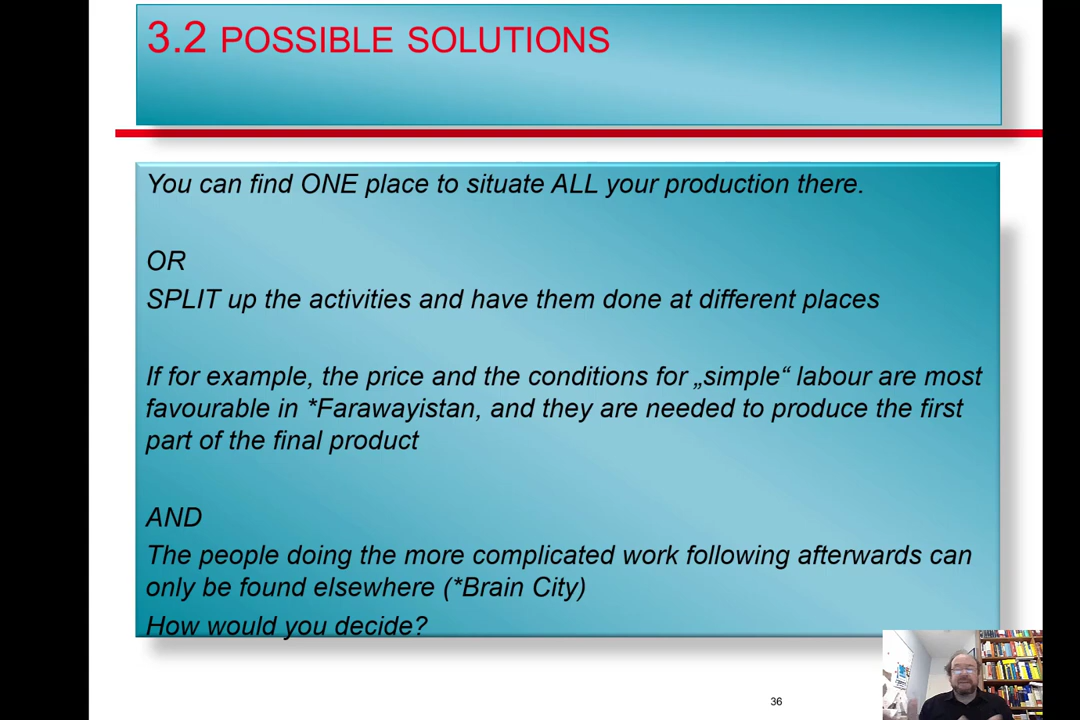 3.2 POSSIBLE SOLUTIONS
You can find ONE place to situate ALL your production there.
OR
SPLIT up the activities and have them done at different places
If for example, the price and the conditions for „simple“ labour are most
favourable in *Farawayistan, and they are needed to produce the first
part of the final product
AND
The people doing the more complicated work following afterwards can
only be found elsewhere (*Brain City)
How would you decide?
36